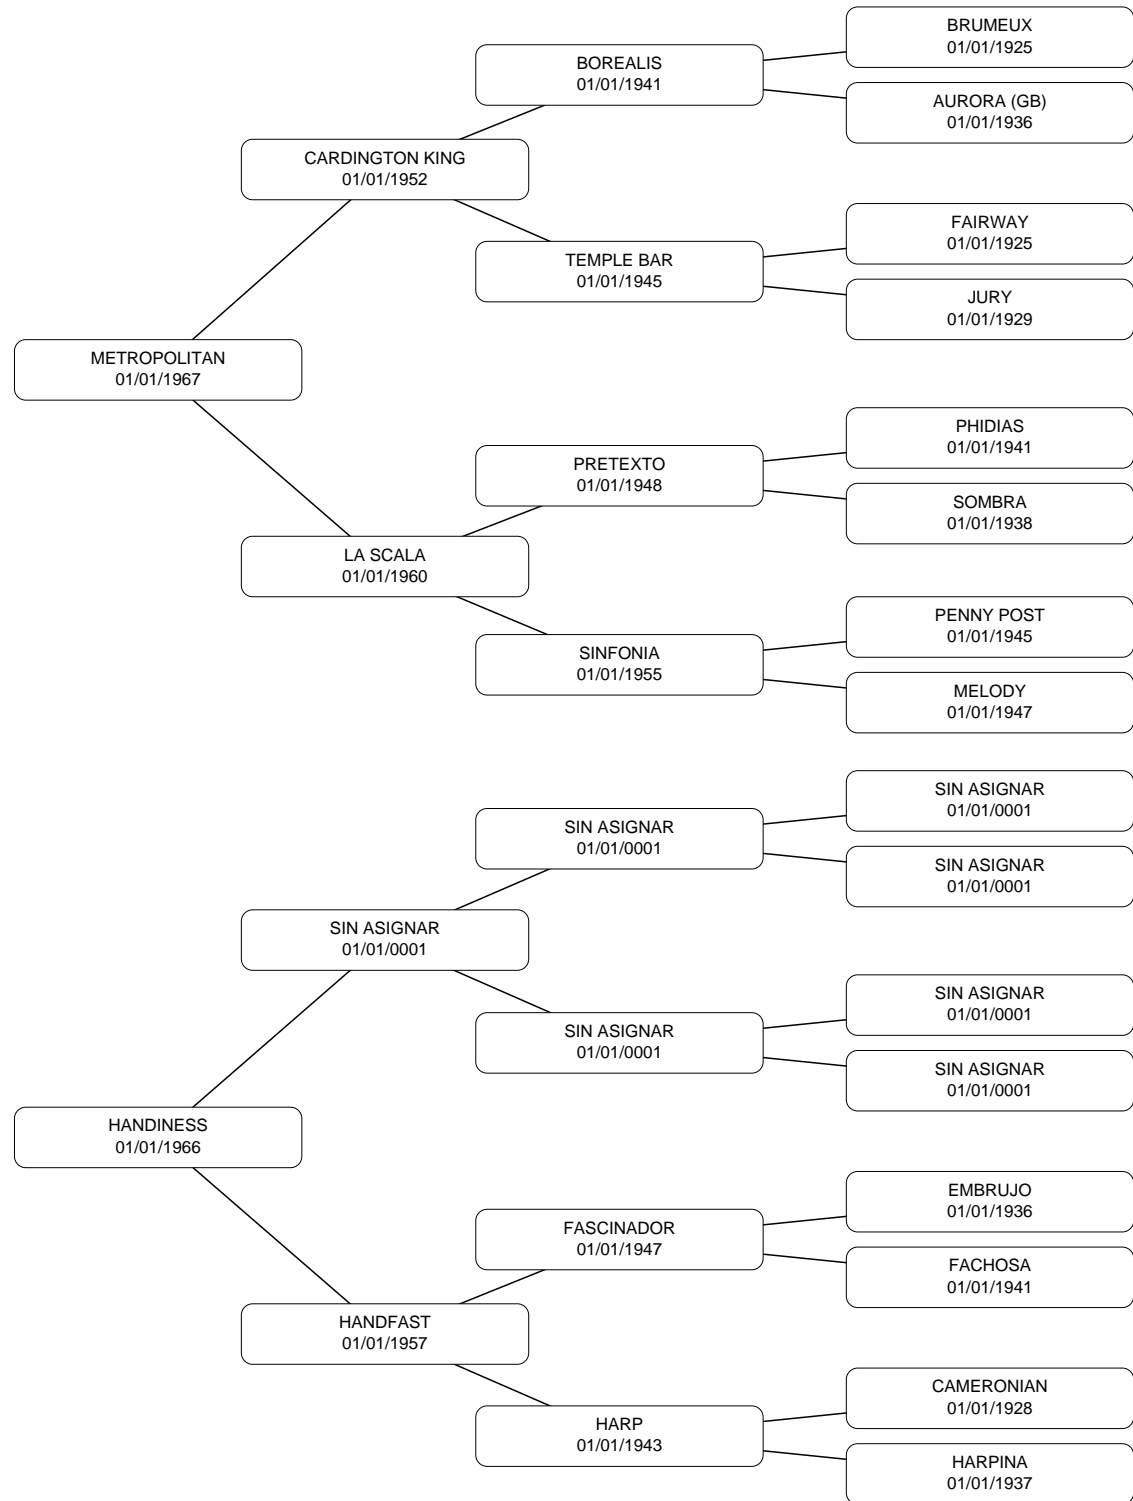 BRUMEUX
01/01/1925
BOREALIS
01/01/1941
AURORA (GB)
01/01/1936
CARDINGTON KING
01/01/1952
FAIRWAY
01/01/1925
TEMPLE BAR
01/01/1945
JURY
01/01/1929
METROPOLITAN
01/01/1967
PHIDIAS
01/01/1941
PRETEXTO
01/01/1948
SOMBRA
01/01/1938
LA SCALA
01/01/1960
PENNY POST
01/01/1945
SINFONIA
01/01/1955
MELODY
01/01/1947
SIN ASIGNAR
01/01/0001
SIN ASIGNAR
01/01/0001
SIN ASIGNAR
01/01/0001
SIN ASIGNAR
01/01/0001
SIN ASIGNAR
01/01/0001
SIN ASIGNAR
01/01/0001
SIN ASIGNAR
01/01/0001
HANDINESS
01/01/1966
EMBRUJO
01/01/1936
FASCINADOR
01/01/1947
FACHOSA
01/01/1941
HANDFAST
01/01/1957
CAMERONIAN
01/01/1928
HARP
01/01/1943
HARPINA
01/01/1937